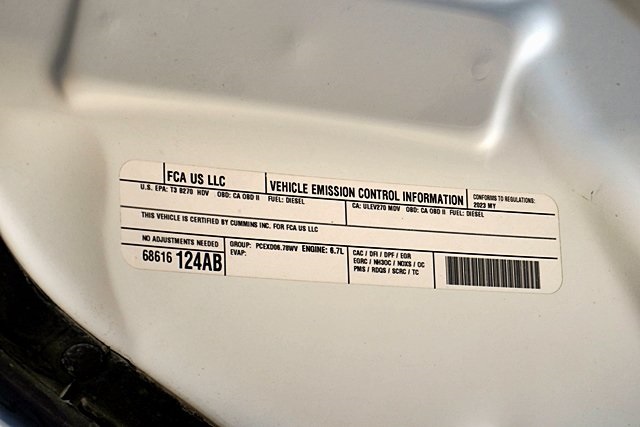 FCA US LLC
VEHICLE EMISSION CONTROL INFORMATION
CONFORMS TO REGULATIONS:
2023 MY
U.S. EPA: T3 B270 HDV OBD: CA OBD II FUEL: DIESEL
CA: ULEV270 MDV OBD: CA OBD II FUEL: DIESEL
THIS VEHICLE IS CERTIFIED BY CUMMINS INC. FOR FCA US LLC
NO ADJUSTMENTS NEEDED
68616 124AB
GROUP: PCEXD06.78WV ENGINE: 6.7L
EVAP:
CAC / DFI / DPF / EGR
EGRC / NH3OC / NOXS / OC
PMS / RDQS / SCRC / TC